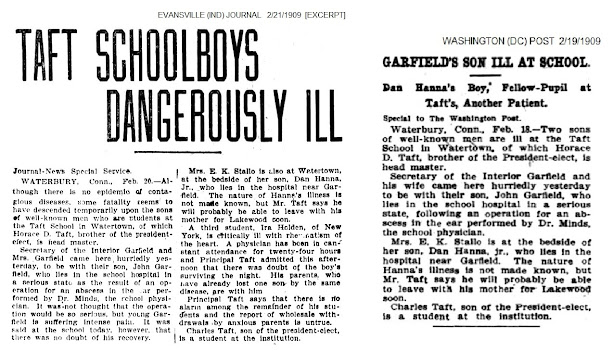 EVANSVILLE (IND) JOURNAL 2/21/1909 [EXCERPT]
TAFT SCHOOLBOYS
DANGEROUSLY ILL
Journal-News Special Service.
WATERBURY, Conn., Feb. 20.—Al-
though there is no epidemic of conta-
gious diseases, some fatality seems to
have descended temporarily upon the sons
of well-known men who are students at
the Taft School in Watertown, of which
Horace D. Taft, brother of the president-
elect, is head master.
Secretary of the Interior Garfield and
Mrs. Garfield came here hurriedly yester-
day, to be with their son, John Gar-
field, who lies in the school hospital in
a serious state as the result of an op-
eration for an abscess in the ear per-
formed by Dr. Minds, the school physi-
cian. It was not thought that the opera-
tion would be so serious, but young Gar-
field is suffering intense pain. It was
said at the school today, however, that
there was no doubt of his recovery.
Mrs. E. K. Stallo is also at Watertown,
at the bedside of her son, Dan Hanna,
Jr., who lies in the hospital near Gar-
field. The nature of Hanna's illness is
not made known, but Mr. Taft says he
will probably be able to leave with his
mother for Lakewood soon.
A third student, Ira Holden, of New
York, is critically ill with rheumatism of
the heart. A physician has been in con-
stant attendance for twenty-four hours
and Principal Taft admitted this after-
noon that there was doubt of the boy's
surviving the night. His parents, who
have already lost one son by the same
disease, are with him
Principal Taft says that there is no
alarm among the remainder of his stu-
dents and the report of wholesale with-
drawals by anxious parents is untrue.
Charles Taft, son of the president-elect,
is a student at the institution.
WASHINGTON (DC) POST 2/19/1909
GARFIELD'S SON ILL AT SCHOOL.
Dan Hanna's Boy, Fellow-Pupil at
Taft's, Another Patient.
Special to The Washington Post.
Waterbury, Conn., Feb. 18.—Two sons
of well-known men are ill at the Taft
School in Watertown, of which Horace
D. Taft, brother of the President-elect, is
head master.
Secretary of the Interior Garfield and
his wife came here hurriedly yesterday
to be with their son, John Garfield, who
lies in the school hospital in a serious
state, following an operation for an ab-
scess in the ear performed by Dr. Minds,
the school physician.
Mrs. E. K. Stallo is at the bedside of
her son, Dan Hanna, jr., who lies in the
hospital near Garfield. The nature of
Hanna's illness is not made known, but
Mr. Taft says he will probably be able
to leave with his mother for Lakewood
soon.
Charles Taft, son of the President-elect,
is a student at the institution.